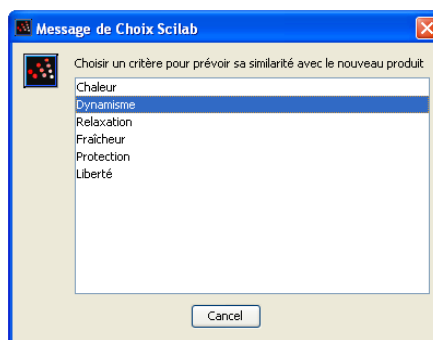 Message de Choix Scilab
Choisir un critère pour prévoir sa similarité avec le nouveau produit
Chaleur
Dynamisme
Relaxation
Fraîcheur
Protection
Liberté
Cancel